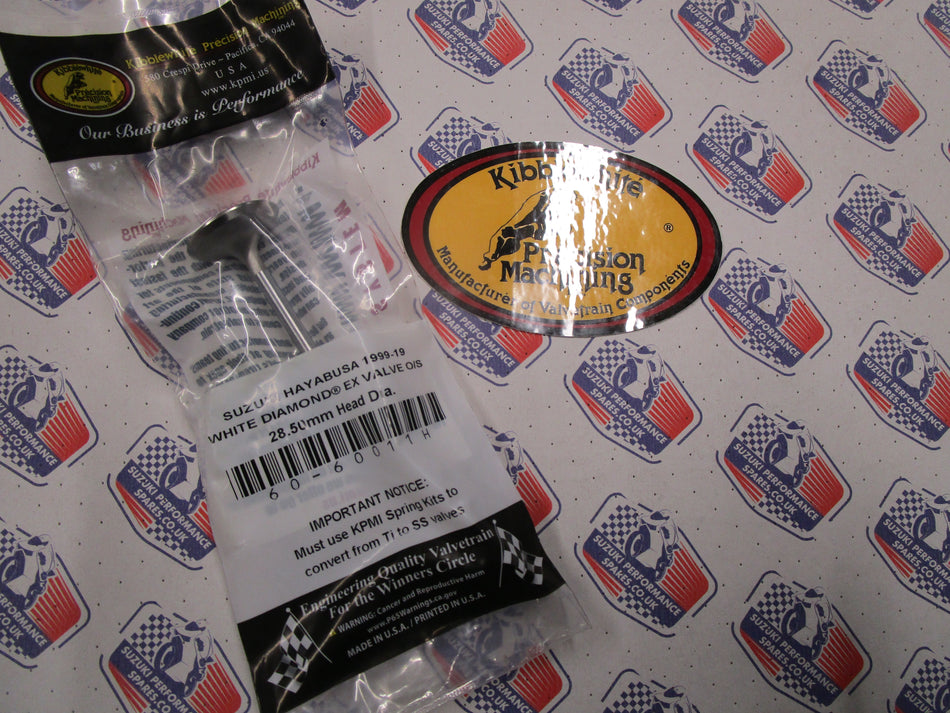 Kibblewhite Precision Machining
580 Crespi Drive ~ Pacifica, CA 94044
U S A
www.kpmi.us
Kibblewhite
Precision
Machining
Our Business is Performance
SUZUKI HAYABUSA 1999-19
WHITE DIAMOND® EX VALVE O/S
28.50mm Head Dia.
60-60011H
IMPORTANT NOTICE:
Must use KPMI Spring Kits to
convert from Ti to SS valves
Engineering Quality Valvetrain
For the Winners Circle
WARNING: Cancer and Reproductive Harm
www.P65Warnings.ca.gov
MADE IN U.S.A. / PRINTED IN U.S.A.
Kibblewhite
®
Precision
Machining
Manufacturer of Valvetrain Components
SUZUKI PERFORMANCE
SPARES.CO.UK